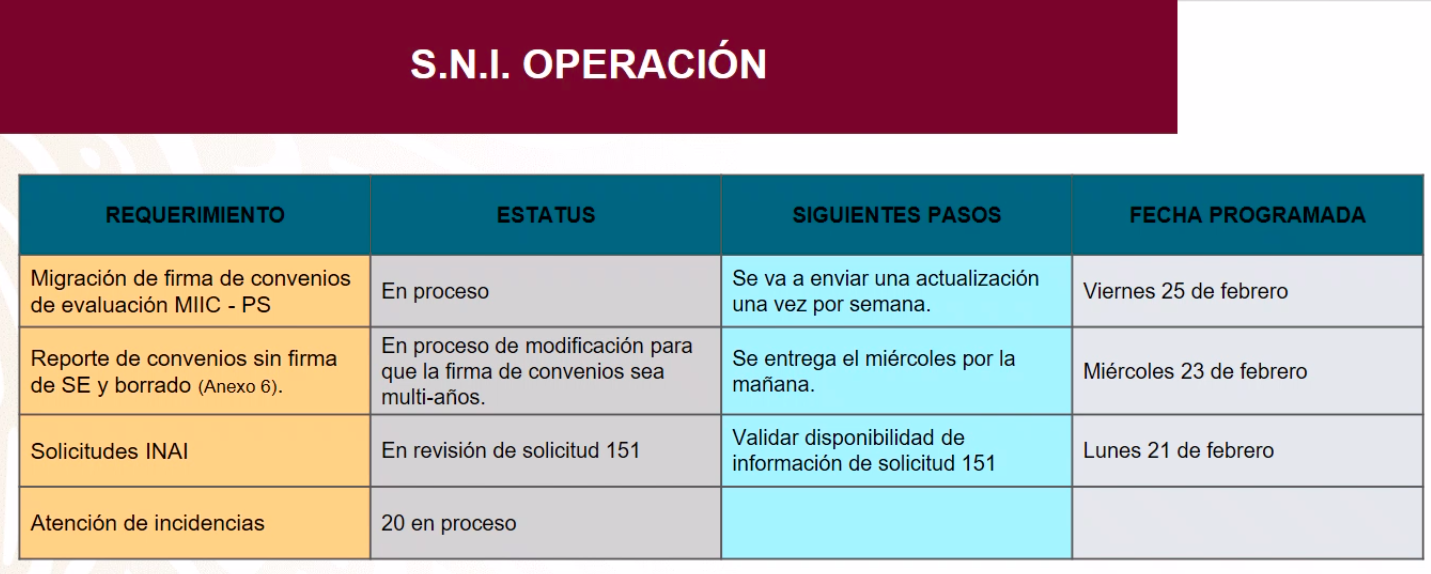 S.N.I. OPERACIÓN
REQUERIMIENTO
ESTATUS
SIGUIENTES PASOS
FECHA PROGRAMADA
Migración de firma de convenios
de evaluación MIIC - PS
En proceso
Se va a enviar una actualización
una vez por semana.
Viernes 25 de febrero
Reporte de convenios sin firma
de SE y borrado (Anexo 6).
En proceso de modificación para
que la firma de convenios sea
multi-años.
Se entrega el miércoles por la
mañana.
Miércoles 23 de febrero
Solicitudes INAI
En revisión de solicitud 151
Validar disponibilidad de
información de solicitud 151
Lunes 21 de febrero
Atención de incidencias
20 en proceso